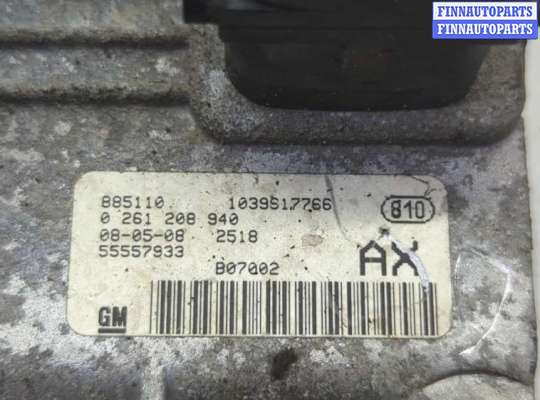 FINNAUTOPARTS
FINNAUTOPARTS
885110 1039S17766 810
0 261 208 940
08-05-08 2518
55557933 AX
B07002
GM